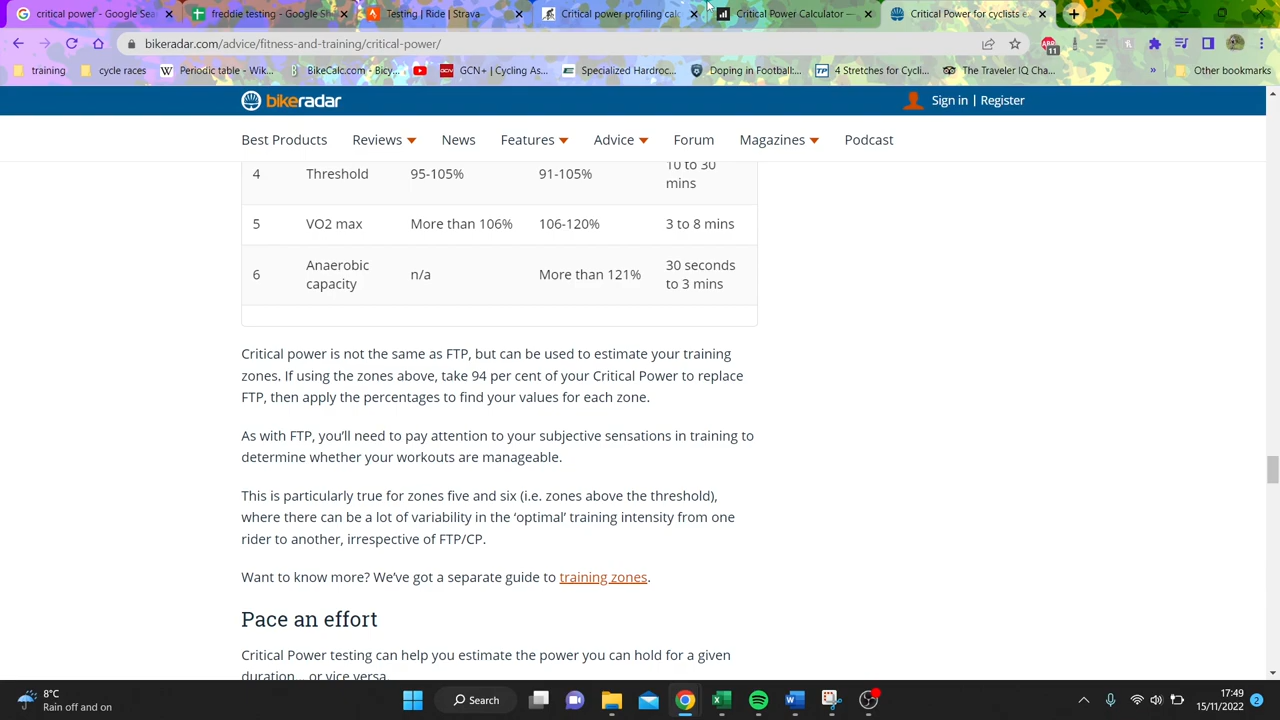 critical power - Google Sea
freddie testing - Google Sh
Testing | Ride | Strava
Critical power profiling calc
Critical Power Calculator —
Critical Power for cyclists e
bikeradar.com/advice/fitness-and-training/critical-power/
11
training
cycle races
W Periodic table - Wik...
BikeCalc.com - Bicy...
GCN+ | Cycling As...
Specialized Hardroc...
Doping in Football:...
TP 4 Stretches for Cycli...
The Traveler IQ Cha...
»
Other bookmarks
bikeradar
Sign in | Register
Best Products
Reviews
News
Features
Advice
Forum
Magazines
Podcast
4 Threshold 95-105% 91-105% 10 to 30
mins
5 VO2 max More than 106% 106-120% 3 to 8 mins
6 Anaerobic
capacity n/a More than 121% 30 seconds
to 3 mins
Critical power is not the same as FTP, but can be used to estimate your training
zones. If using the zones above, take 94 per cent of your Critical Power to replace
FTP, then apply the percentages to find your values for each zone.
As with FTP, you’ll need to pay attention to your subjective sensations in training to
determine whether your workouts are manageable.
This is particularly true for zones five and six (i.e. zones above the threshold),
where there can be a lot of variability in the ‘optimal’ training intensity from one
rider to another, irrespective of FTP/CP.
Want to know more? We’ve got a separate guide to training zones.
Pace an effort
Critical Power testing can help you estimate the power you can hold for a given
duration... or vice versa.
8°C
Rain off and on
Search
17:49
15/11/2022
2